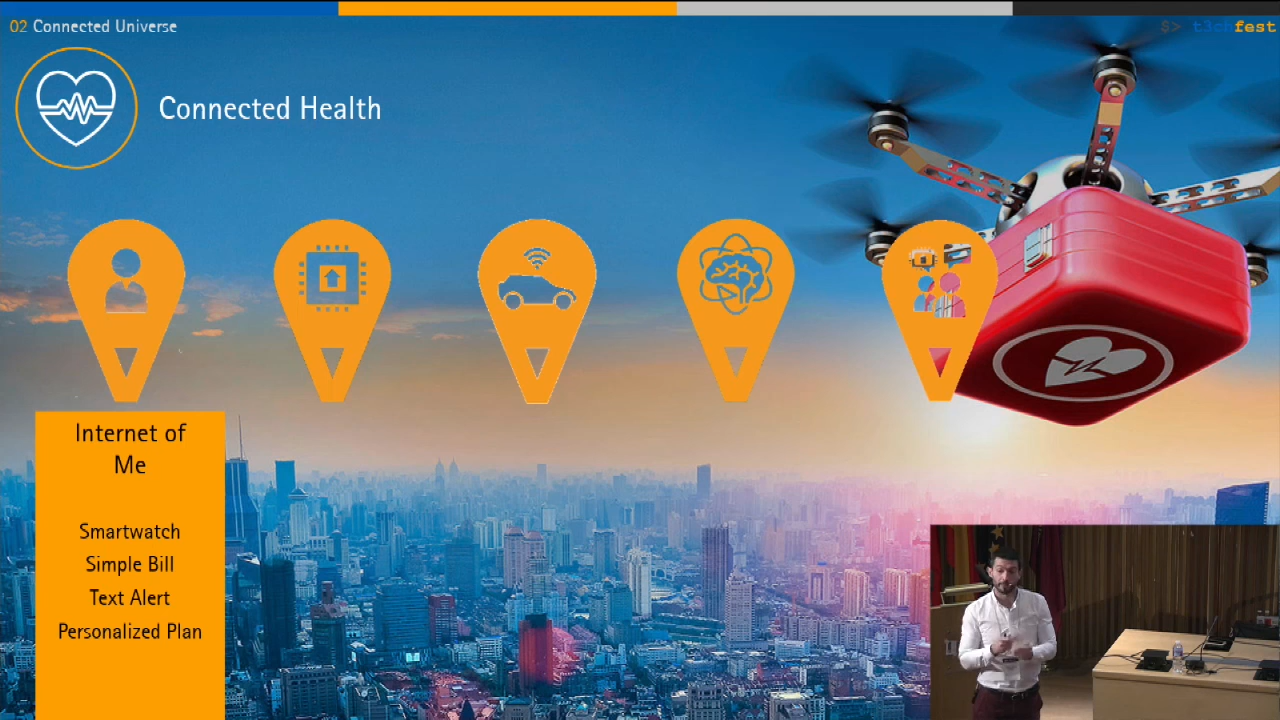 02 Connected Universe
$> t3chfest
Connected Health
Internet of
Me
Smartwatch
Simple Bill
Text Alert
Personalized Plan